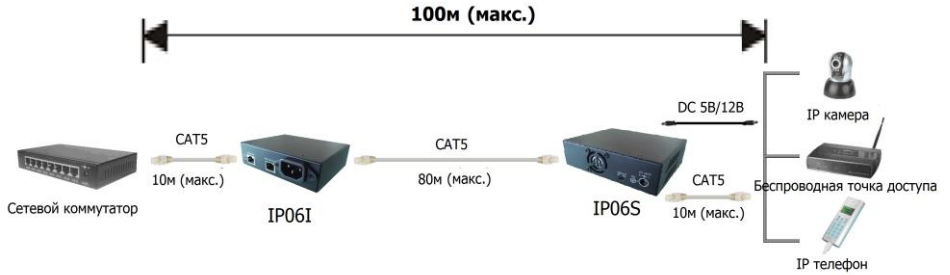 100м (макс.)
DC 5В/12В
IP камера
CAT5
CAT5
10м (макс.)
80м (макс.)
CAT5
Беспроводная точка доступа
Сетевой коммутатор
IP06I
IP06S
10м (макс.)
IP телефон